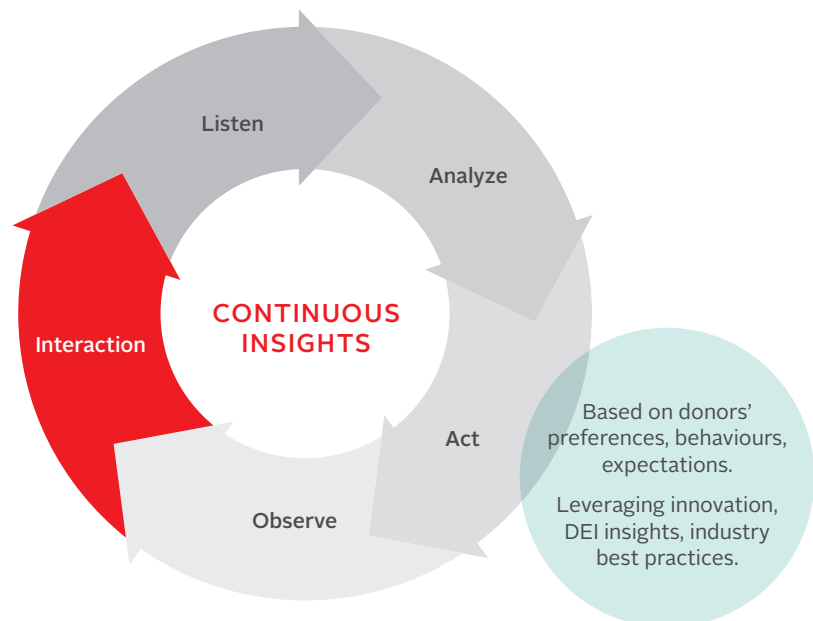 Listen
Analyze
CONTINUOUS
INSIGHTS
Interaction
Based on donors’
preferences, behaviours,
expectations.
Leveraging innovation,
DEI insights, industry
best practices.
Act
Observe